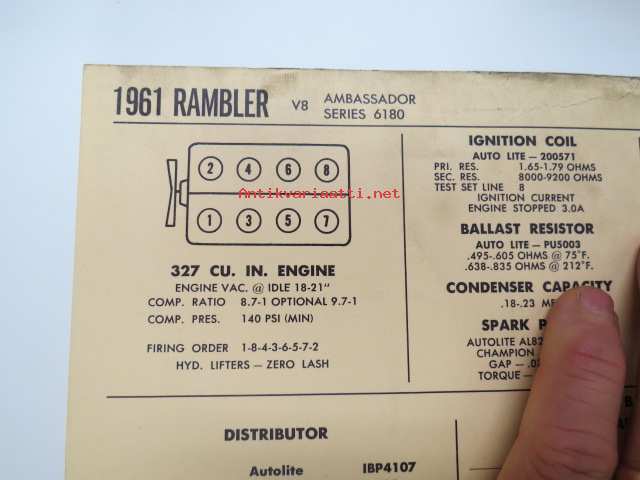 1961 RAMBLER V8 AMBASSADOR
SERIES 6180
2 4 6 8
Antikvariaatti.net
1 3 5 7
327 CU. IN. ENGINE
ENGINE VAC. @ IDLE 18-21"
COMP. RATIO 8.7-1 OPTIONAL 9.7-1
COMP. PRES. 140 PSI (MIN)
FIRING ORDER 1-8-4-3-6-5-7-2
HYD. LIFTERS – ZERO LASH
IGNITION COIL
AUTO LITE – 200571
PRI. RES. 1.65-1.79 OHMS
SEC. RES. 8000-9200 OHMS
TEST SET LINE 8
IGNITION CURRENT
ENGINE STOPPED 3.0A
BALLAST RESISTOR
AUTO LITE – PU5003
.495-.605 OHMS @ 75°F.
.638-.835 OHMS @ 212°F.
CONDENSER CAPACITY
.18-.23
SPARK
AUTOLITE
CHAMPION
GAP –
TORQUE –
DISTRIBUTOR
Autolite IBP4107